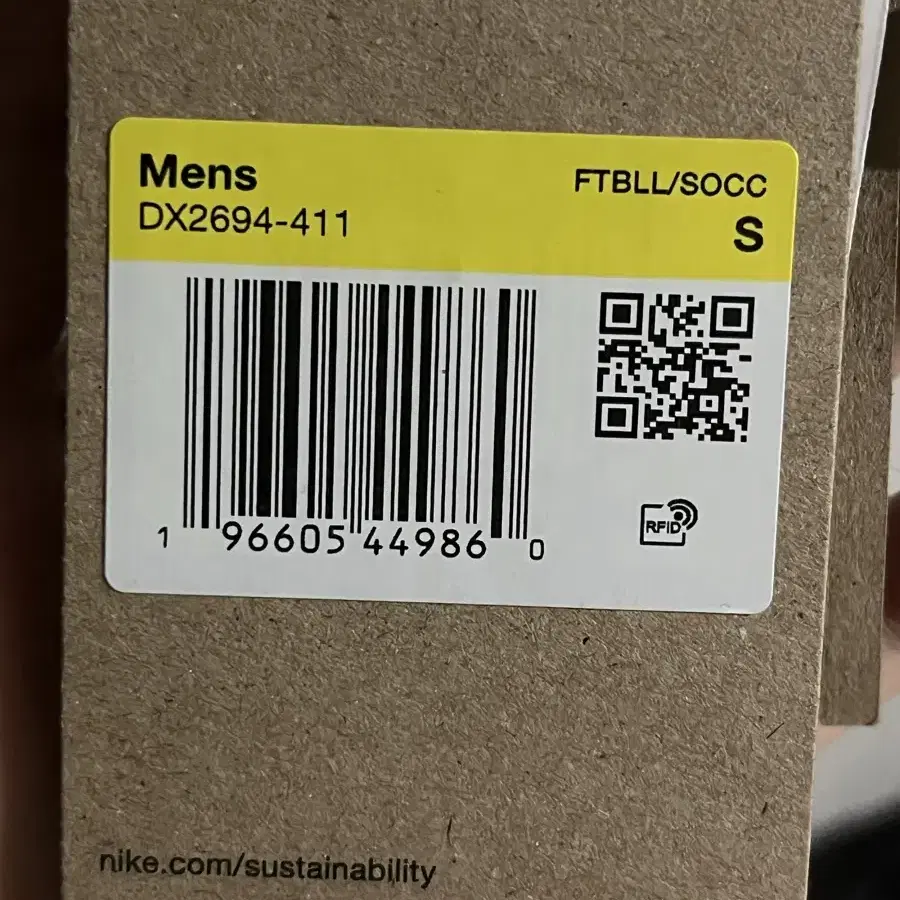 Mens
FTBLL/SOCC
DX2694-411
S
1 96605 44986 0
RFID
nike.com/sustainability